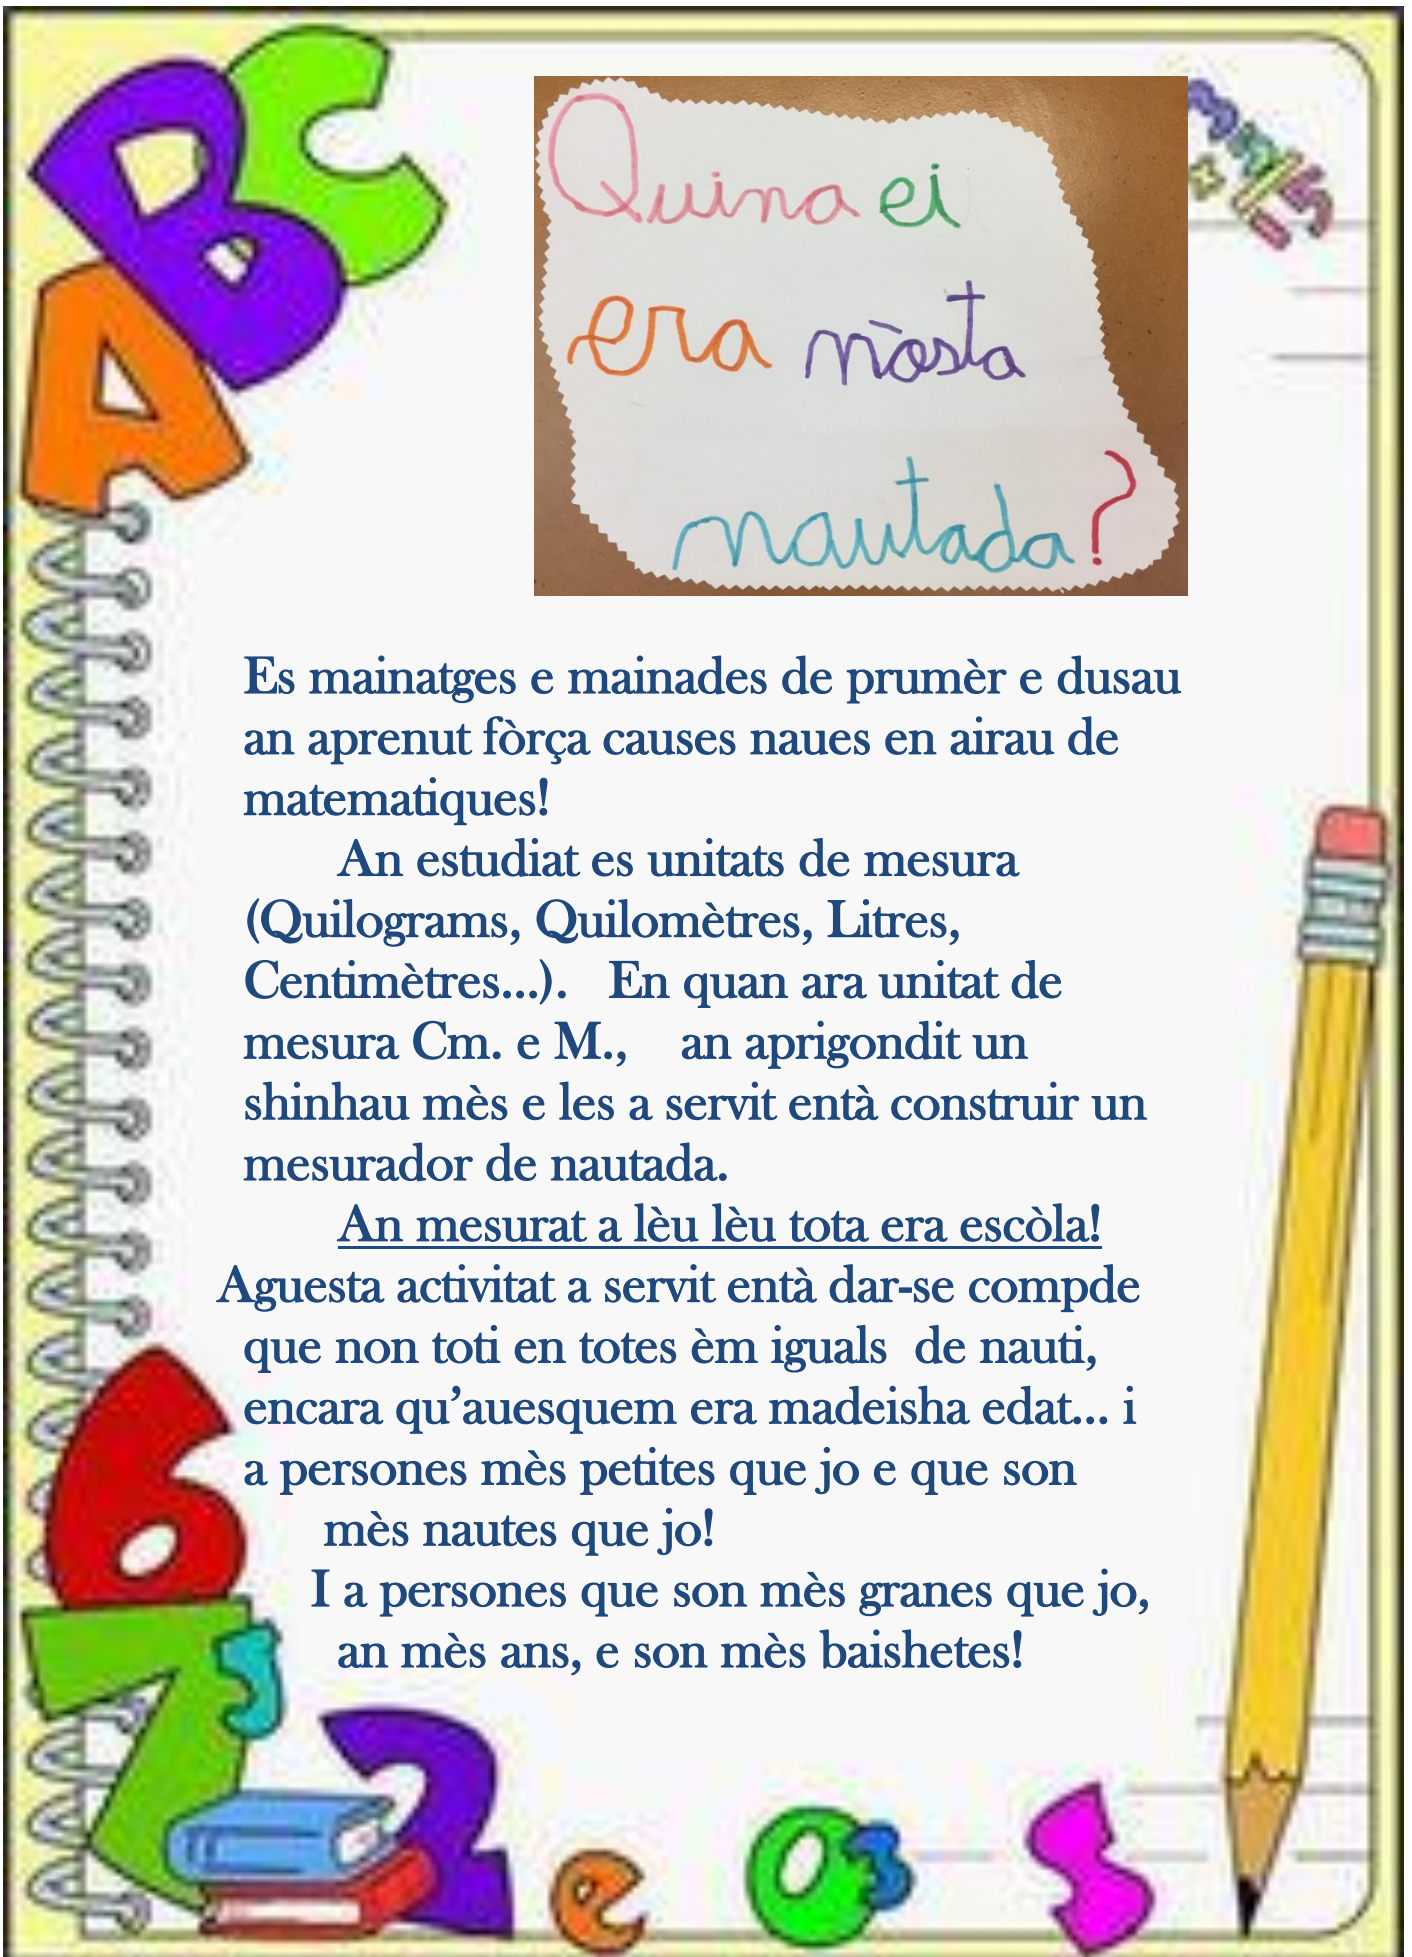 ABC
Quina ei
era nòsta
nautada?
Es mainatges e mainades de prumèr e dusau
an aprenut fòrça causes naues en airau de
matematiques!
An estudiat es unitats de mesura
(Quilograms, Quilomètres, Litres,
Centimètres...). En quan ara unitat de
mesura Cm. e M., an aprigondit un
shinhau mès e les a servit entà construir un
mesurador de nautada.
An mesurat a lèu lèu tota era escòla!
Aguesta activitat a servit entà dar-se compde
que non toti en totes èm iguals de nauti,
encara qu’auesquem era madeisha edat... i
a persones mès petites que jo e que son
mès nautes que jo!
I a persones que son mès granes que jo,
an mès ans, e son mès baishetes!
6
7
2 e